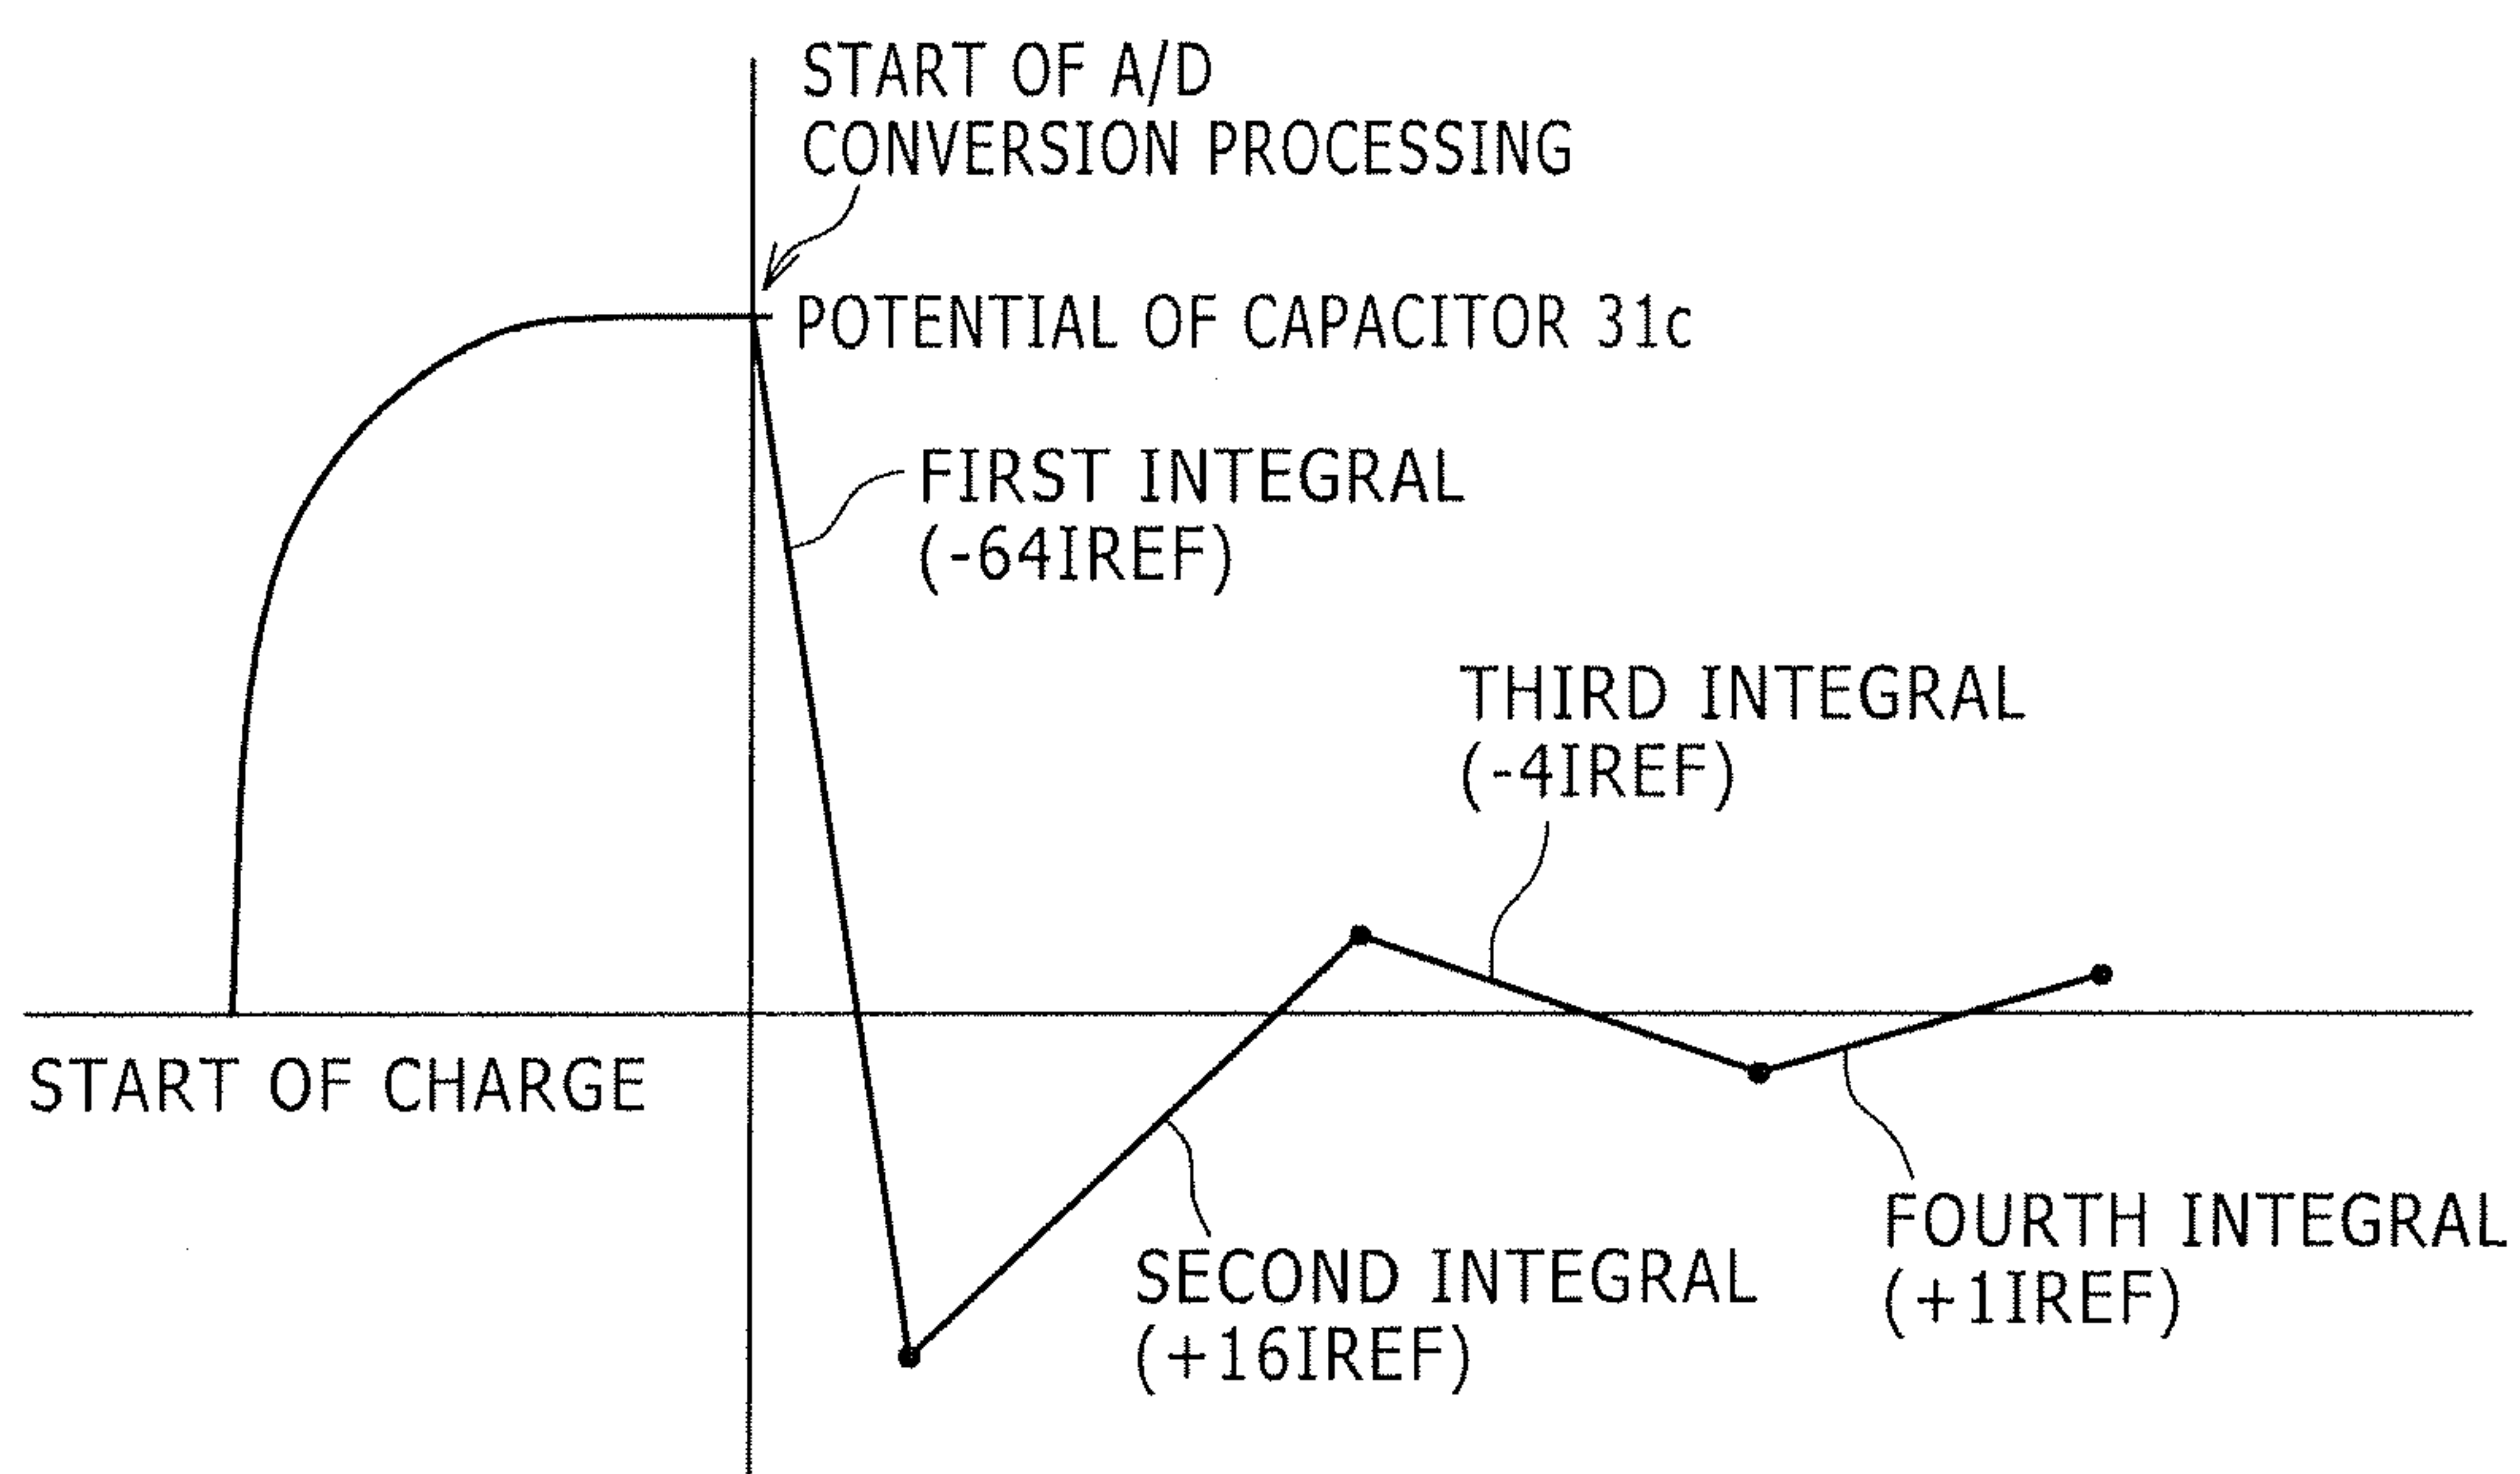 START OF A/D
CONVERSION PROCESSING
POTENTIAL OF CAPACITOR 31c
FIRST INTEGRAL
(-64IREF)
THIRD INTEGRAL
(-4IREF)
START OF CHARGE
SECOND INTEGRAL
(+16IREF)
FOURTH INTEGRAL
(+1IREF)